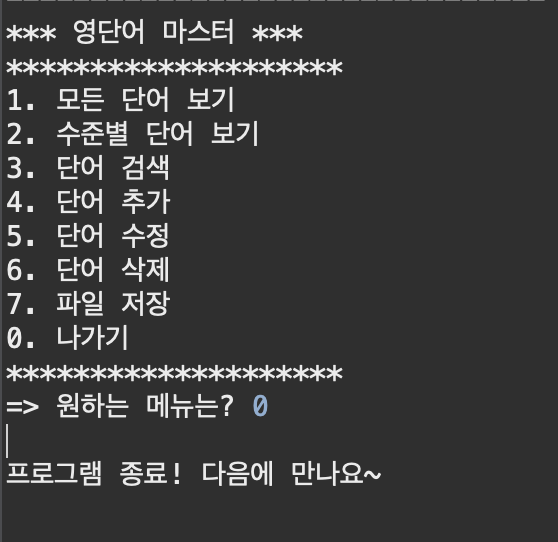 *** 영단어 마스터 ***
********************
1. 모든 단어 보기
2. 수준별 단어 보기
3. 단어 검색
4. 단어 추가
5. 단어 수정
6. 단어 삭제
7. 파일 저장
0. 나가기
********************
=> 원하는 메뉴는? 0
프로그램 종료! 다음에 만나요~